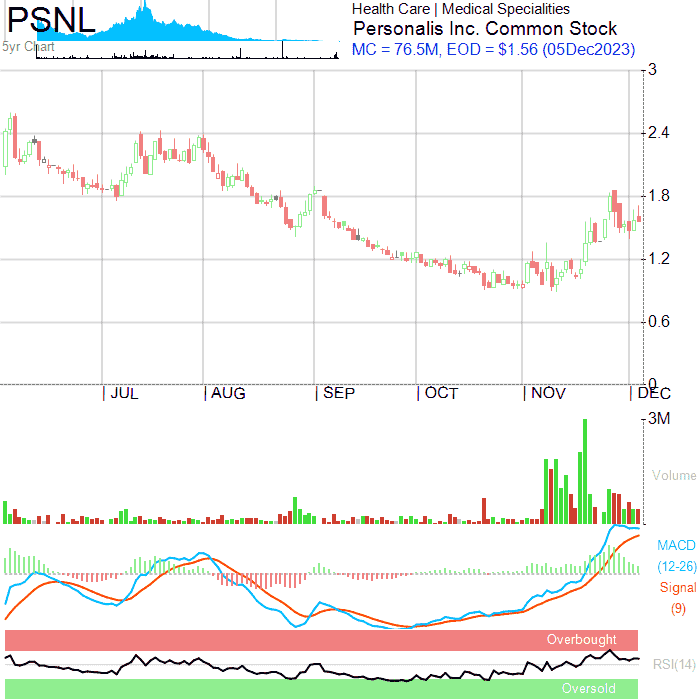 PSNL
5yr Chart
Health Care | Medical Specialities
Personalis Inc. Common Stock
MC = 76.5M, EOD = $1.56 (05Dec2023)
3
2.4
1.8
1.2
0.6
0
JUL AUG SEP OCT NOV DEC
3M
Volume
MACD
(12-26)
Signal
(9)
Overbought
RSI(14)
Oversold